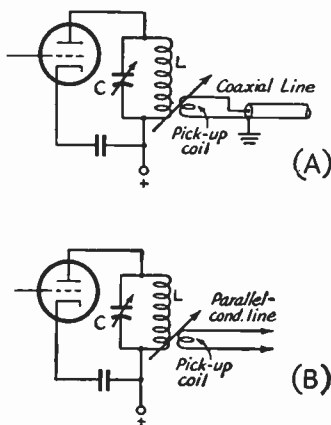 L
C
Coaxial Line
Pick-up
coil
+
(A)
L
C
Parallel-
cond. line
Pick-up
coil
+
(B)